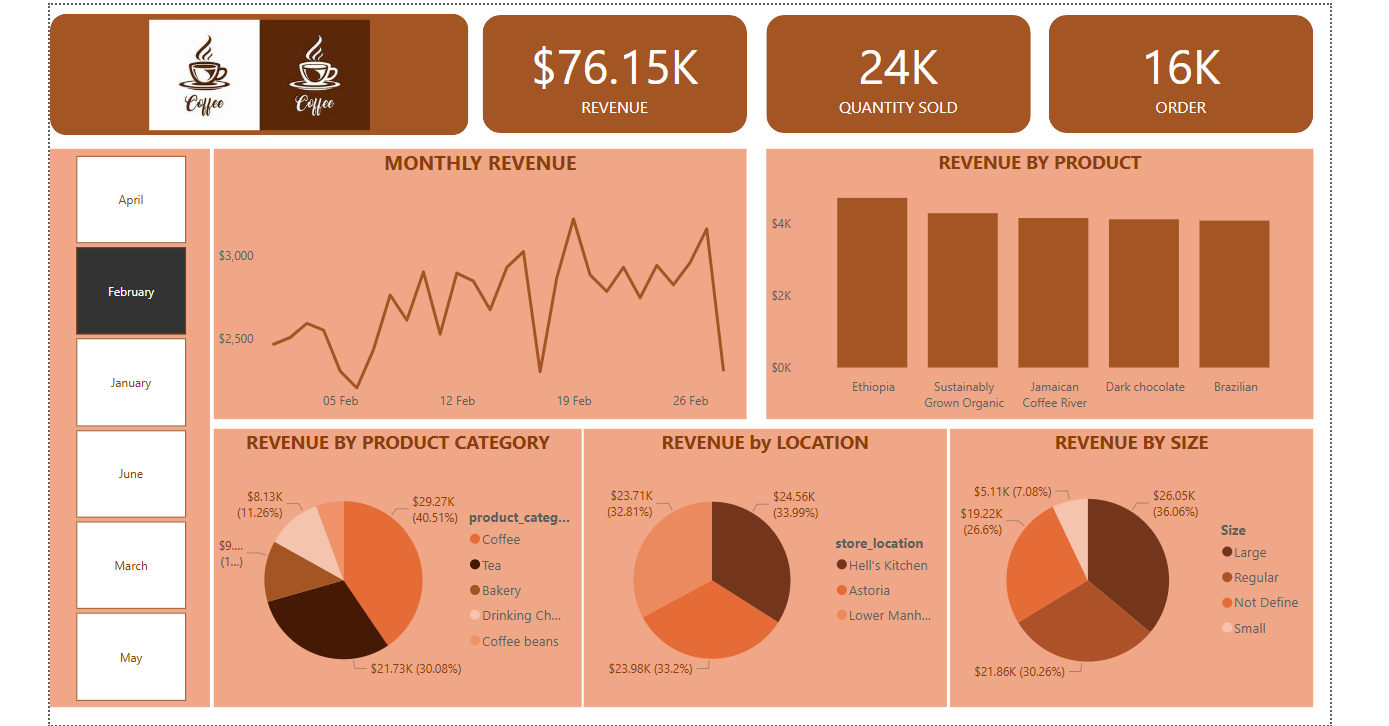 Coffee
Coffee
$76.15K
REVENUE
24K
QUANTITY SOLD
16K
ORDER
April
February
January
June
March
May
MONTHLY REVENUE
$3,000
$2,500
05 Feb
12 Feb
19 Feb
26 Feb
REVENUE BY PRODUCT
$4K
$2K
$0K
Ethiopia
Sustainably
Grown Organic
Jamaican
Coffee River
Dark chocolate
Brazilian
REVENUE BY PRODUCT CATEGORY
$8.13K
(11.26%)
$29.27K
(40.51%)
$9....
(1...)
$21.73K (30.08%)
product_categ...
Coffee
Tea
Bakery
Drinking Ch...
Coffee beans
REVENUE by LOCATION
$23.71K
(32.81%)
$24.56K
(33.99%)
$23.98K (33.2%)
store_location
Hell's Kitchen
Astoria
Lower Manh...
REVENUE BY SIZE
$5.11K (7.08%)
$19.22K
(26.6%)
$26.05K
(36.06%)
$21.86K (30.26%)
Size
Large
Regular
Not Define
Small